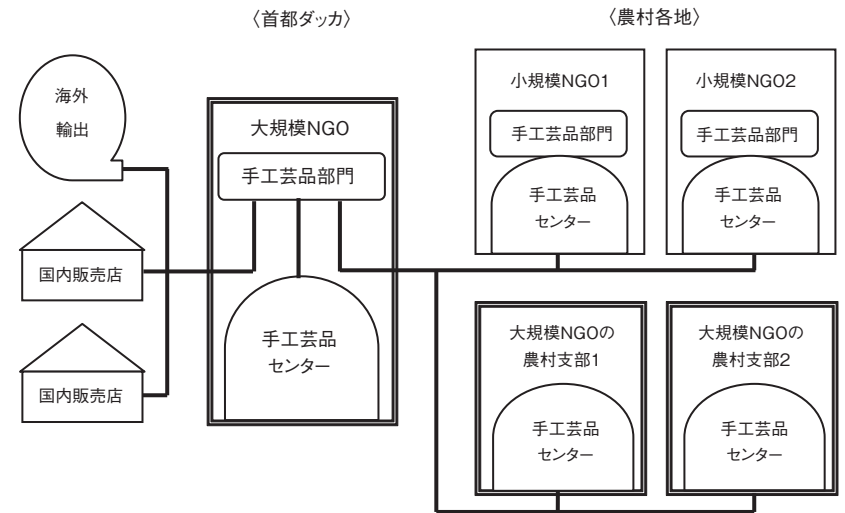 〈首都ダッカ〉
〈農村各地〉
海外
輸出
国内販売店
国内販売店
大規模NGO
手工芸品部門
手工芸品
センター
小規模NGO1
手工芸品部門
手工芸品
センター
小規模NGO2
手工芸品部門
手工芸品
センター
大規模NGOの
農村支部1
手工芸品
センター
大規模NGOの
農村支部2
手工芸品
センター